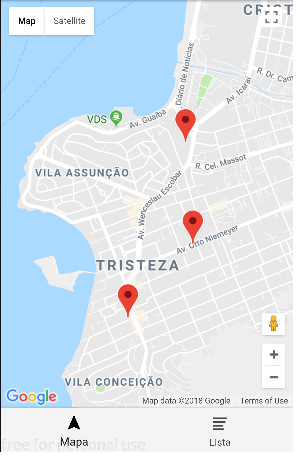 Map Satellite
CRIST
Diário de Notícias
Av. Icaraí
R. Dr. Cam
VDS
Av. Guaíba
R. Cel. Massot
VILA ASSUNÇÃO
Av. Wenceslau Escobar
Av. Otto Niemeyer
TRISTEZA
VILA CONCEIÇÃO
Google
Map data ©2018 Google Terms of Use
Mapa Lista
free for personal use